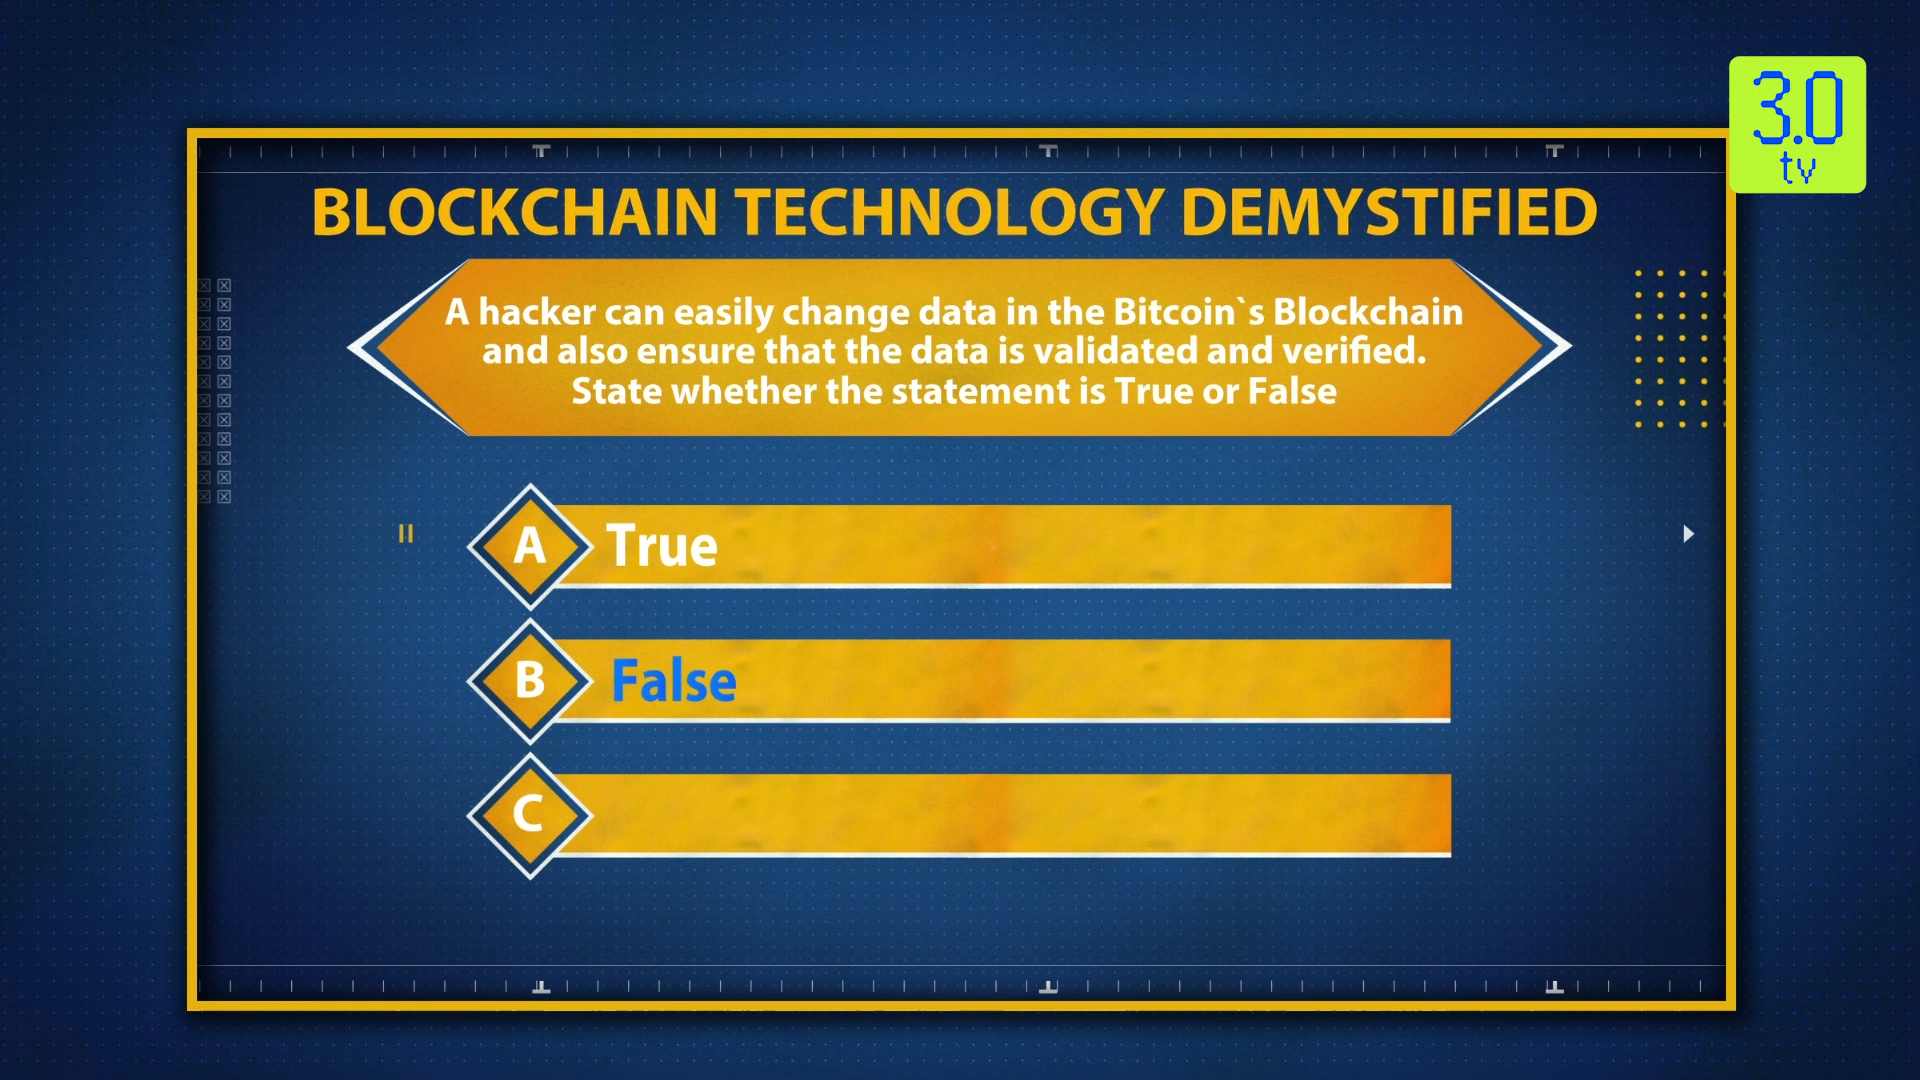 3.0
tv
BLOCKCHAIN TECHNOLOGY DEMYSTIFIED
A hacker can easily change data in the Bitcoin`s Blockchain
and also ensure that the data is validated and verified.
State whether the statement is True or False
A True
B False
C